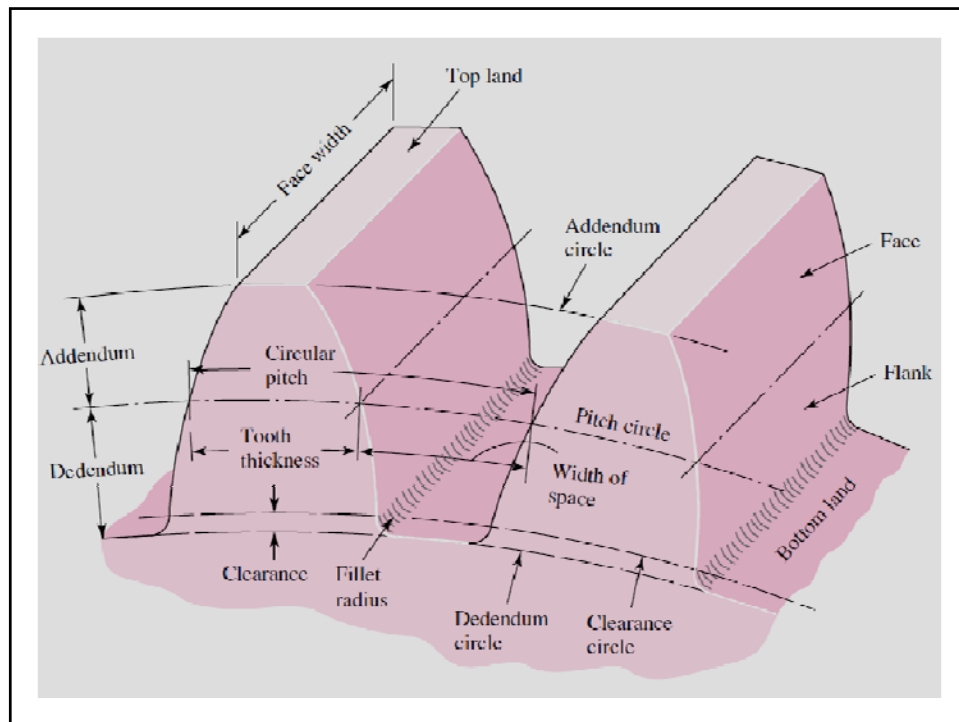 Top land
Face width
Addendum
circle
Face
Addendum
Circular
pitch
Flank
Pitch circle
Tooth
thickness
Dedendum
Width of
space
Bottom land
Clearance
Fillet
radius
Dedendum
circle
Clearance
circle